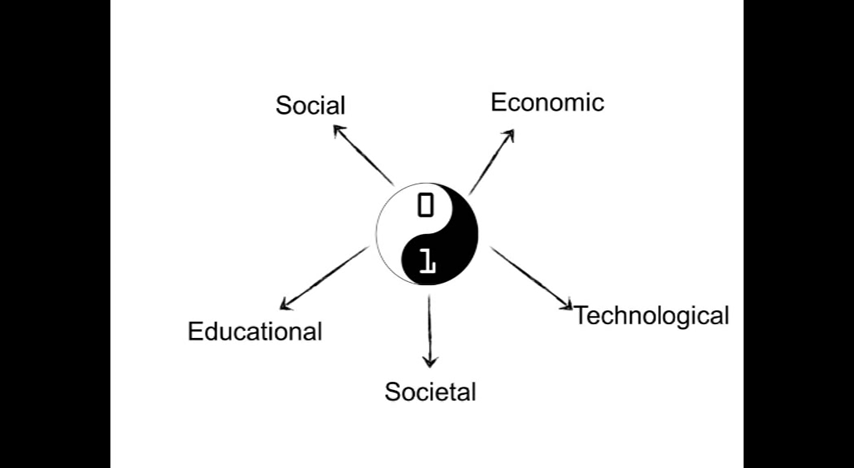 Social
Economic
0
1
Educational
Technological
Societal